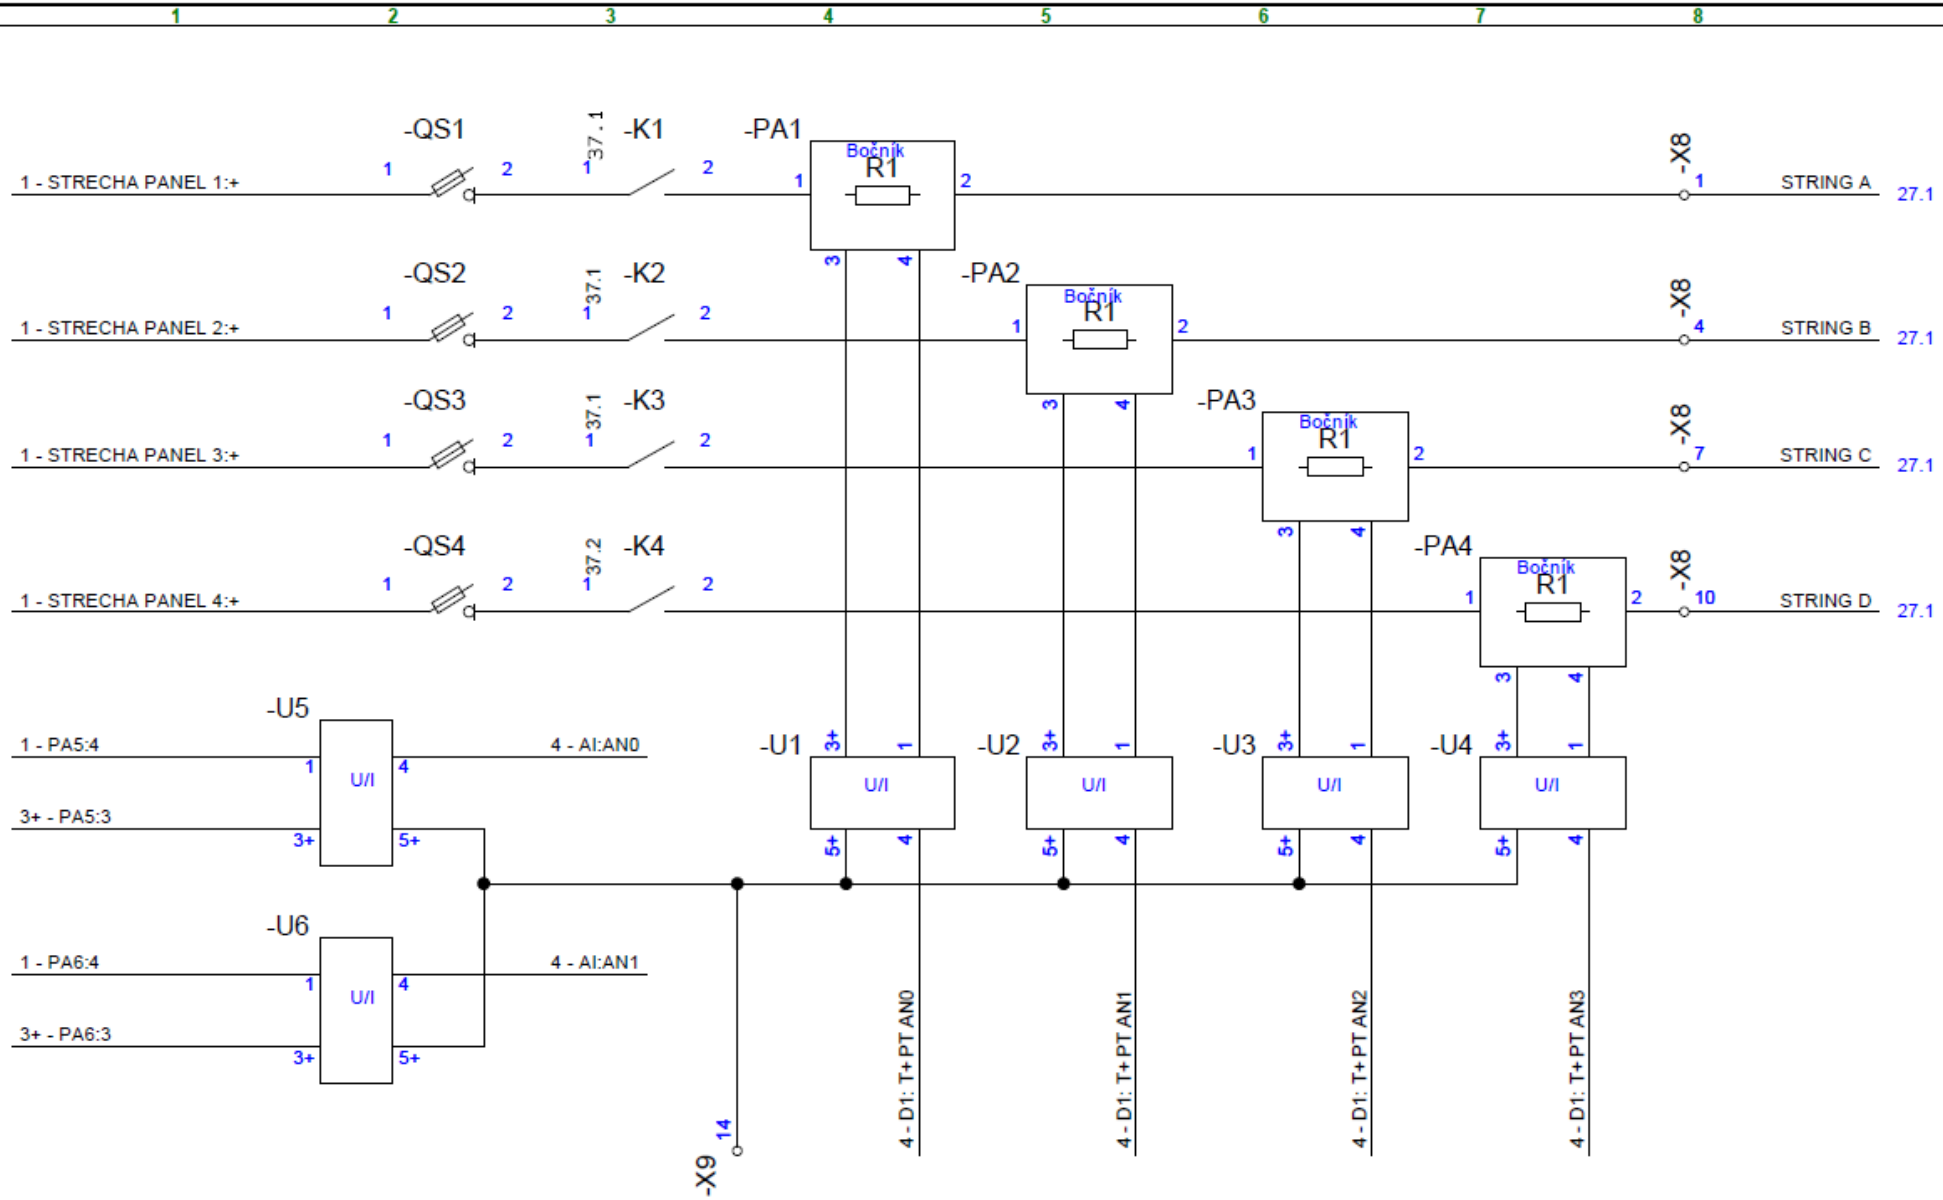 1 2 3 4 5 6 7 8
-QS1 37.1 -K1 -PA1 Bočník R1 -X8
1 - STRECHA PANEL 1:+ 1 2 1 2 1 2 1 STRING A 27.1
3 4
-QS2 37.1 -K2 -PA2 Bočník R1 -X8
1 - STRECHA PANEL 2:+ 1 2 1 2 1 2 4 STRING B 27.1
3 4
-QS3 37.1 -K3 -PA3 Bočník R1 -X8
1 - STRECHA PANEL 3:+ 1 2 1 2 1 2 7 STRING C 27.1
3 4
-QS4 37.2 -K4 -PA4 Bočník R1 -X8
1 - STRECHA PANEL 4:+ 1 2 1 2 1 2 10 STRING D 27.1
3 4
-U5
1 - PA5:4 1 U/I 4 4 - AI:AN0
3+ - PA5:3 3+ 5+
-U1 3+ 1 U/I 5+ 4
-U2 3+ 1 U/I 5+ 4
-U3 3+ 1 U/I 5+ 4
-U4 3+ 1 U/I 5+ 4
-U6
1 - PA6:4 1 U/I 4 4 - AI:AN1
3+ - PA6:3 3+ 5+
-X9 14
4 - D1: T+ PT AN0
4 - D1: T+ PT AN1
4 - D1: T+ PT AN2
4 - D1: T+ PT AN3